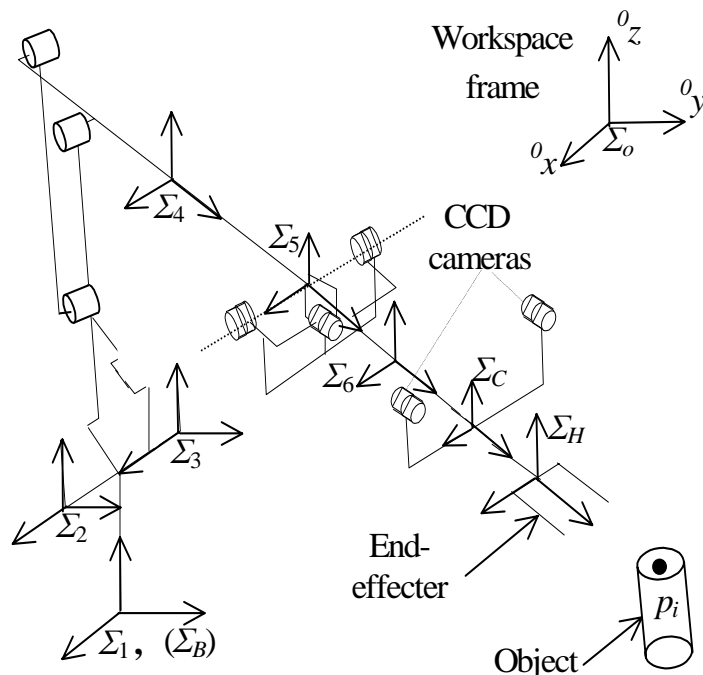 Workspace
frame
⁰z
⁰y
⁰x
Σo
Σ4
CCD
cameras
Σ5
Σ6
ΣC
ΣH
Σ3
Σ2
End-
effecter
Σ1, (ΣB)
pi
Object